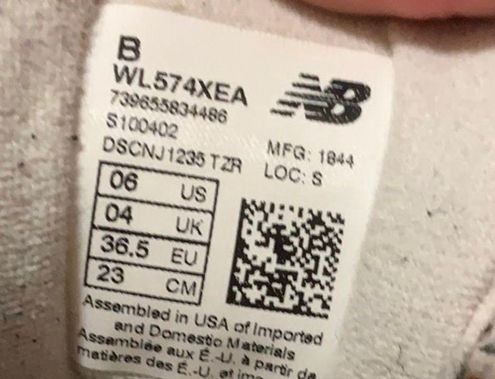 B
WL574XEA
NB
739655834486
S100402
DSCNJ1235 TZR
MFG: 1844
LOC: S
06 US
04 UK
36.5 EU
23 CM
Assembled in USA of Imported
and Domestic Materials
Assemblée aux É.-U. à partir de
matières des É.-U. et